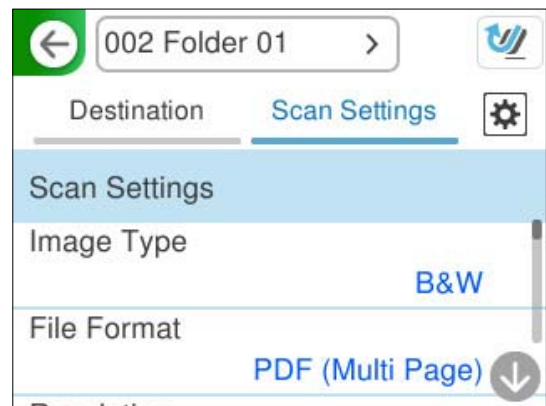 002 Folder 01
Destination Scan Settings
Scan Settings
Image Type
B&W
File Format
PDF (Multi Page)